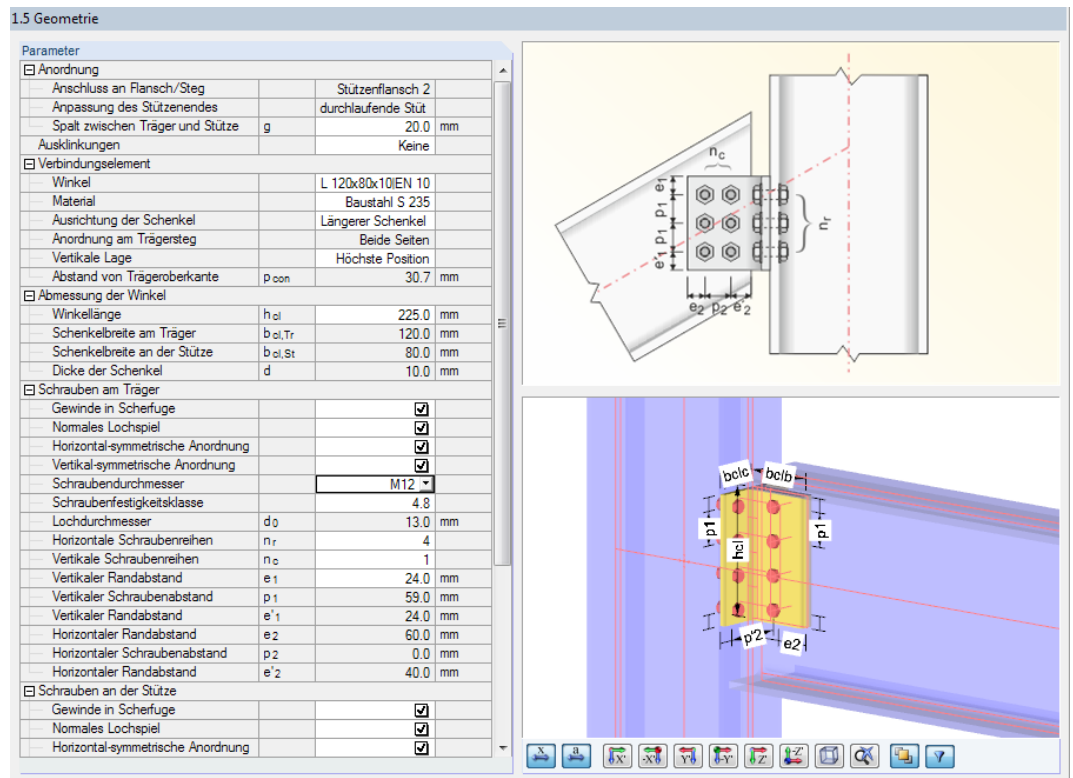 1.5 Geometrie
Parameter
Anordnung
Anschluss an Flansch/Steg Stützenflansch 2
Anpassung des Stützenendes durchlaufende Stüt
Spalt zwischen Träger und Stütze g 20.0 mm
Ausklinkungen Keine
Verbindungselement
Winkel L 120x80x10|EN 10
Material Baustahl S 235
Ausrichtung der Schenkel Längerer Schenkel
Anordnung am Trägersteg Beide Seiten
Vertikale Lage Höchste Position
Abstand von Trägeroberkante p con 30.7 mm
Abmessung der Winkel
Winkellänge h cl 225.0 mm
Schenkelbreite am Träger b cl,Tr 120.0 mm
Schenkelbreite an der Stütze b cl,St 80.0 mm
Dicke der Schenkel d 10.0 mm
Schrauben am Träger
Gewinde in Scherfuge
Normales Lochspiel
Horizontal-symmetrische Anordnung
Vertikal-symmetrische Anordnung
Schraubendurchmesser M12
Schraubenfestigkeitsklasse 4.8
Lochdurchmesser d 0 13.0 mm
Horizontale Schraubenreihen n r 4
Vertikale Schraubenreihen n c 1
Vertikaler Randabstand e 1 24.0 mm
Vertikaler Schraubenabstand p 1 59.0 mm
Vertikaler Randabstand e' 1 24.0 mm
Horizontaler Randabstand e 2 60.0 mm
Horizontaler Schraubenabstand p 2 0.0 mm
Horizontaler Randabstand e' 2 40.0 mm
Schrauben an der Stütze
Gewinde in Scherfuge
Normales Lochspiel
Horizontal-symmetrische Anordnung
nc
e1
p1
p1
e'1
nr
e2 p2 e'2
bclc bclb
p1
hcl
p1
p'2
e2
x a X' -X' Y' -Y' Z' -Z'